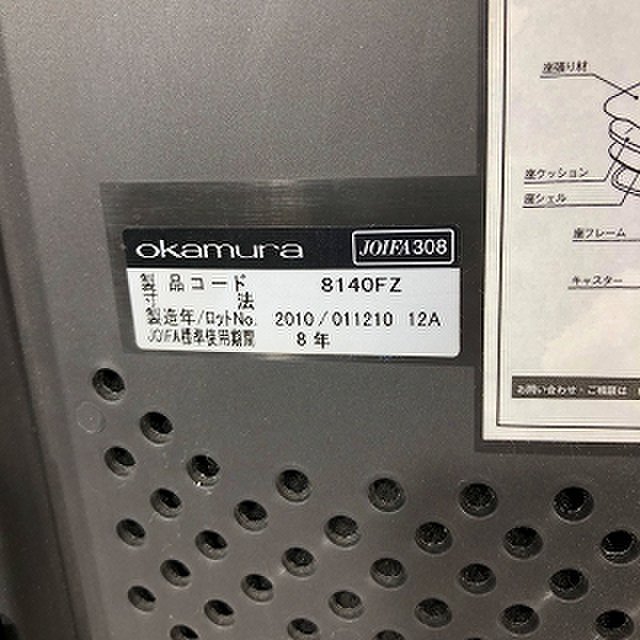 okamura JOIFA308
製品コード 8140FZ
寸法
製造年/ロットNo. 2010/011210 12A
JOIFA標準使用期間 8年
座張り材
座クッション
座シェル
座フレーム
キャスター
お問い合わせ・ご相談は